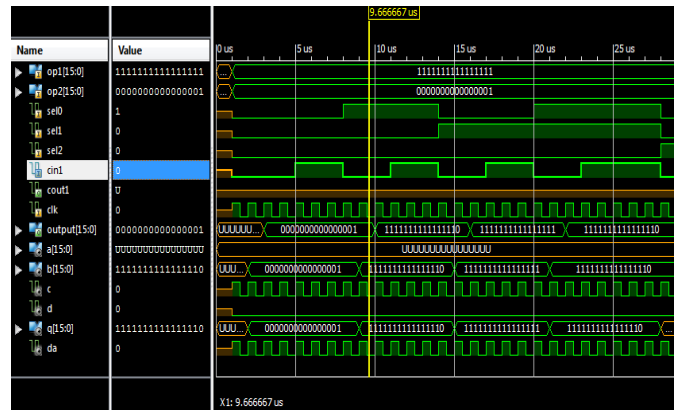 9.666667 us
Name Value 0 us 5 us 10 us 15 us 20 us 25 us
op1[15:0] 1111111111111111 (... 1111111111111111
op2[15:0] 0000000000000001 (... 0000000000000001
sel0 1
sel1 0
sel2 0
cin1 0
cout1 U
clk 0
output[15:0] 0000000000000001 UUUUUU... 0000000000000001 1111111111111110 1111111111111111 1111111111111110
a[15:0] UUUUUUUUUUUUUUUU UUUUUUUUUUUUUUUU
b[15:0] 1111111111111110 UUU... 0000000000000001 1111111111111110 1111111111111111 1111111111111110
c 0
d 0
q[15:0] 1111111111111110 UUU... 0000000000000001 1111111111111110 1111111111111111 1111111111111110 ...
da 0
X1: 9.666667 us